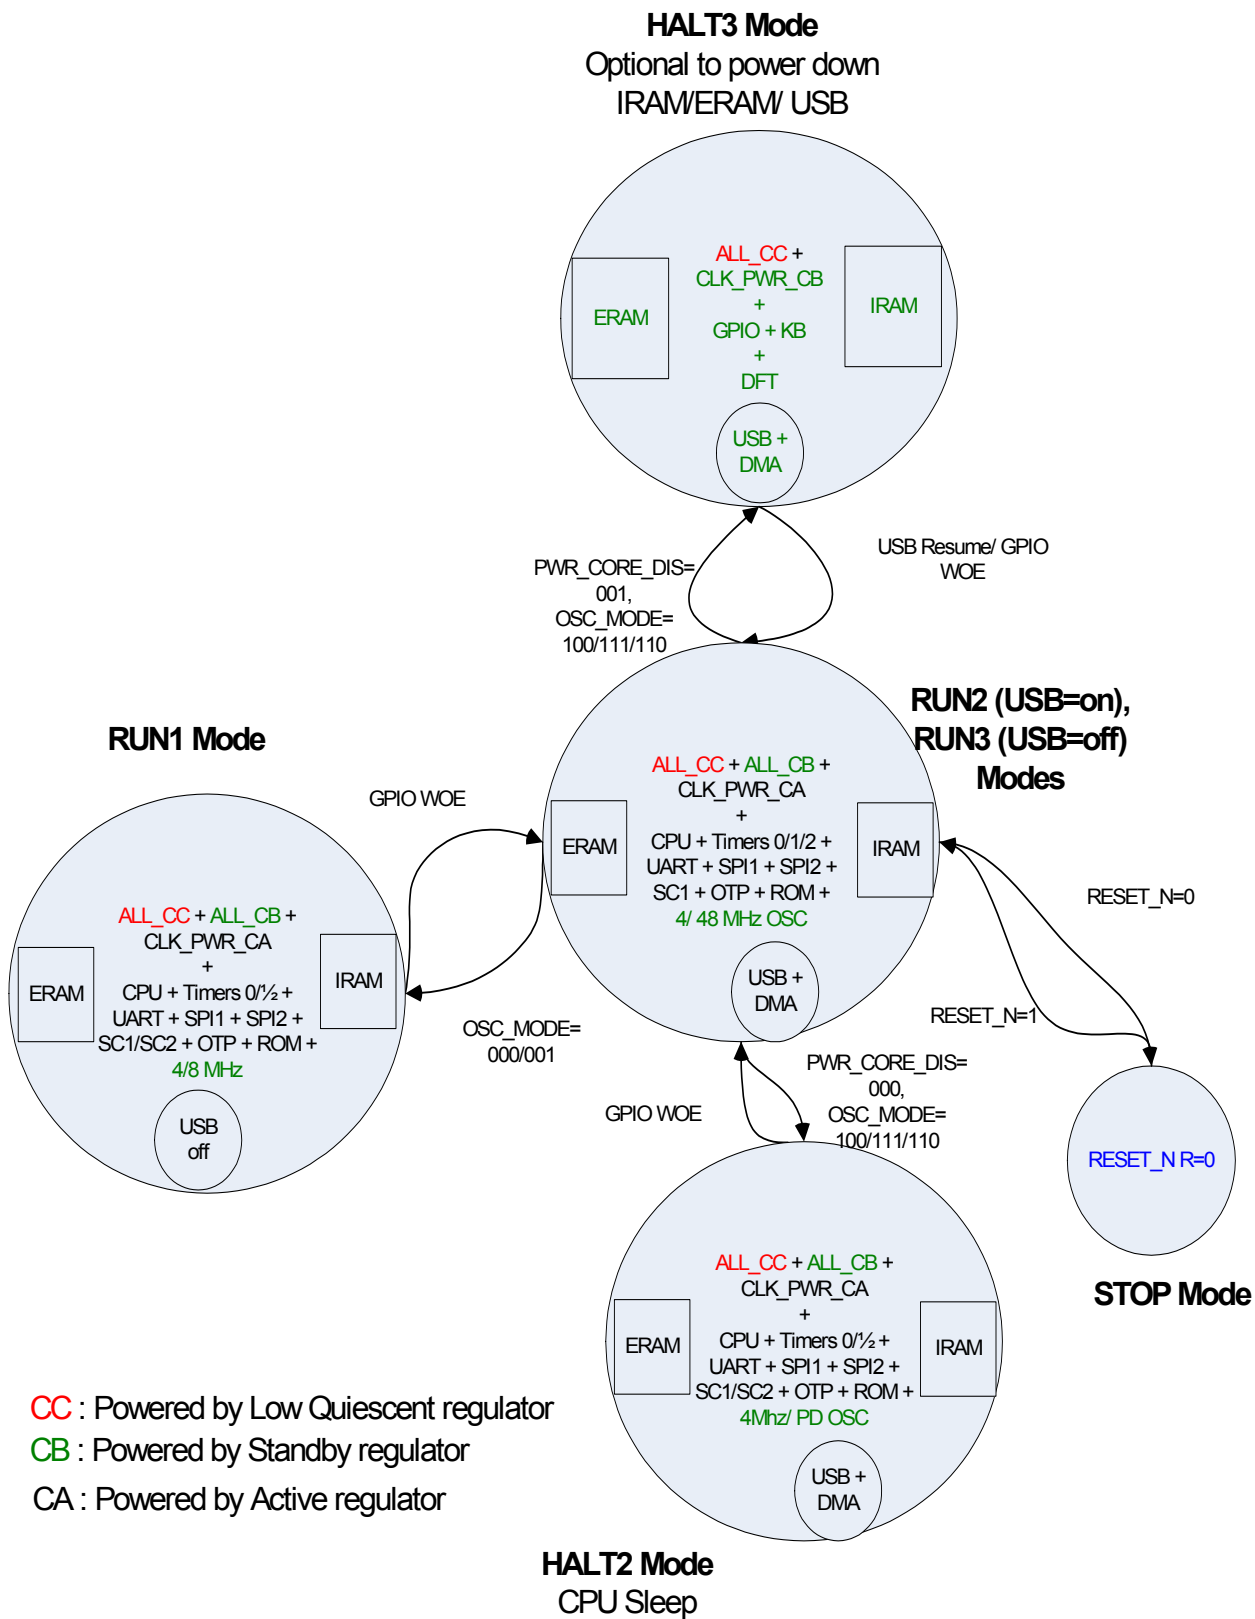 HALT3 Mode
Optional to power down
IRAM/ERAM/ USB
ALL_CC +
CLK_PWR_CB
+
GPIO + KB
+
DFT
ERAM
IRAM
USB +
DMA
PWR_CORE_DIS=
001,
OSC_MODE=
100/111/110
USB Resume/ GPIO
WOE
RUN2 (USB=on),
RUN3 (USB=off)
Modes
ALL_CC + ALL_CB +
CLK_PWR_CA
+
CPU + Timers 0/1/2 +
UART + SPI1 + SPI2 +
SC1 + OTP + ROM +
4/ 48 MHz OSC
ERAM
IRAM
USB +
DMA
RUN1 Mode
GPIO WOE
ALL_CC + ALL_CB +
CLK_PWR_CA
+
CPU + Timers 0/½ +
UART + SPI1 + SPI2 +
SC1/SC2 + OTP + ROM +
4/8 MHz
ERAM
IRAM
USB
off
OSC_MODE=
000/001
RESET_N=0
RESET_N=1
RESET_N R=0
STOP Mode
GPIO WOE
PWR_CORE_DIS=
000,
OSC_MODE=
100/111/110
ALL_CC + ALL_CB +
CLK_PWR_CA
+
CPU + Timers 0/½ +
UART + SPI1 + SPI2 +
SC1/SC2 + OTP + ROM +
4Mhz/ PD OSC
ERAM
IRAM
USB +
DMA
CC : Powered by Low Quiescent regulator
CB : Powered by Standby regulator
CA : Powered by Active regulator
HALT2 Mode
CPU Sleep